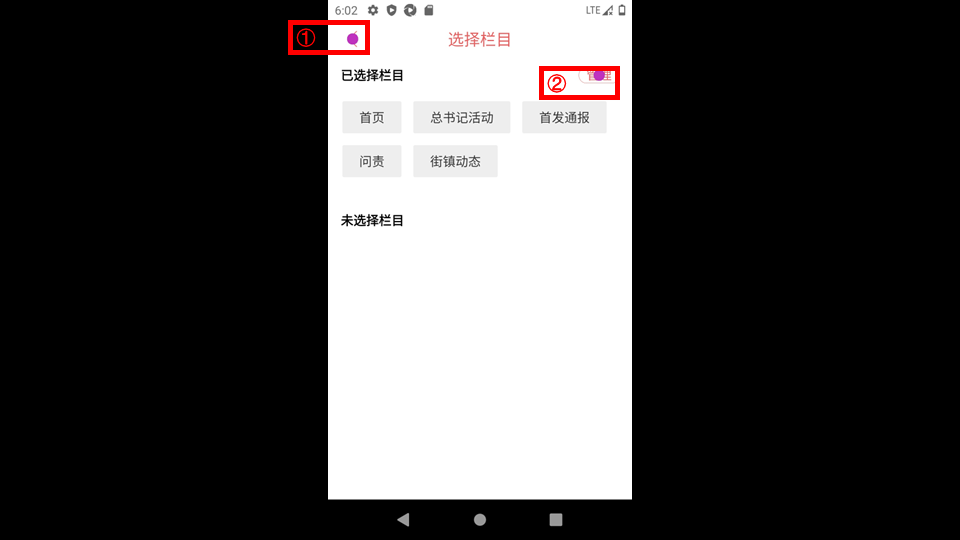 6:02 LTE
① 选择栏目
已选择栏目 ② 管理
首页 总书记活动 首发通报
问责 街镇动态
未选择栏目